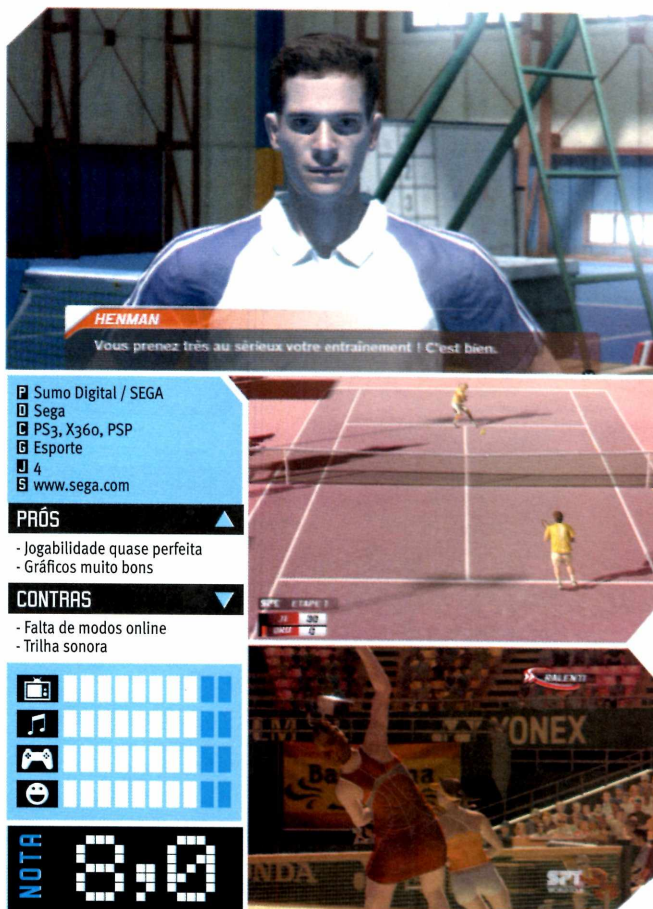 HENMAN
Vous prenez très au sérieux votre entraînement ! C'est bien.
P Sumo Digital / SEGA
D Sega
C PS3, X360, PSP
G Esporte
J 4
S www.sega.com
PRÓS
- Jogabilidade quase perfeita
- Gráficos muito bons
CONTRAS
- Falta de modos online
- Trilha sonora
NOTA
8,0
SPT ETAPE 1
30
0
RALENTI
YONEX
SPT